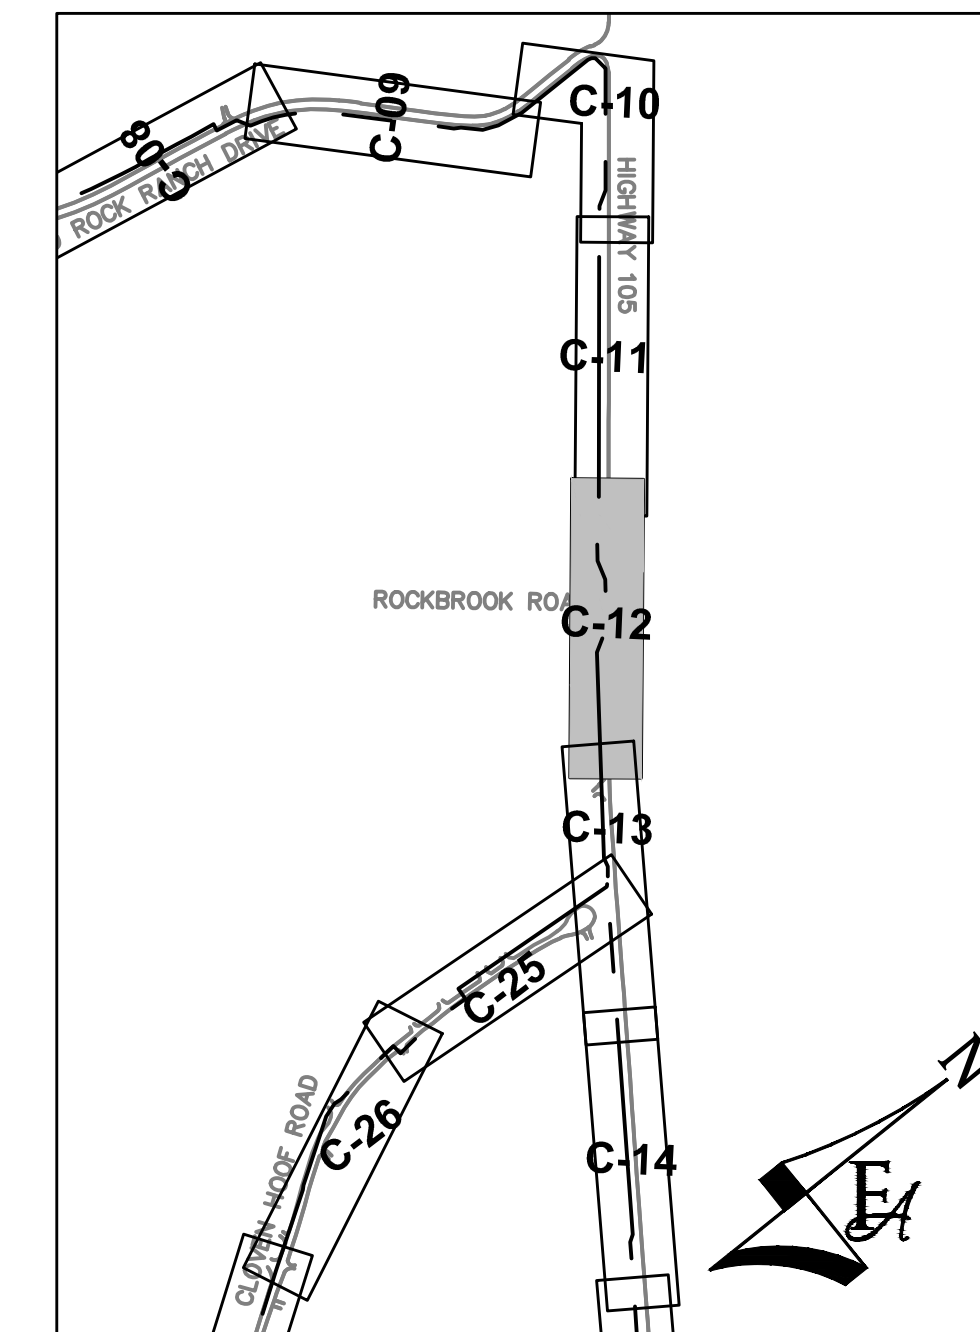 C-10
C-09
C-08
ROCK RANCH DRIVE
HIGHWAY 105
C-11
ROCKBROOK ROA
C-12
C-13
C-25
C-26
CLOVEN HOOF ROAD
C-14
N
EA